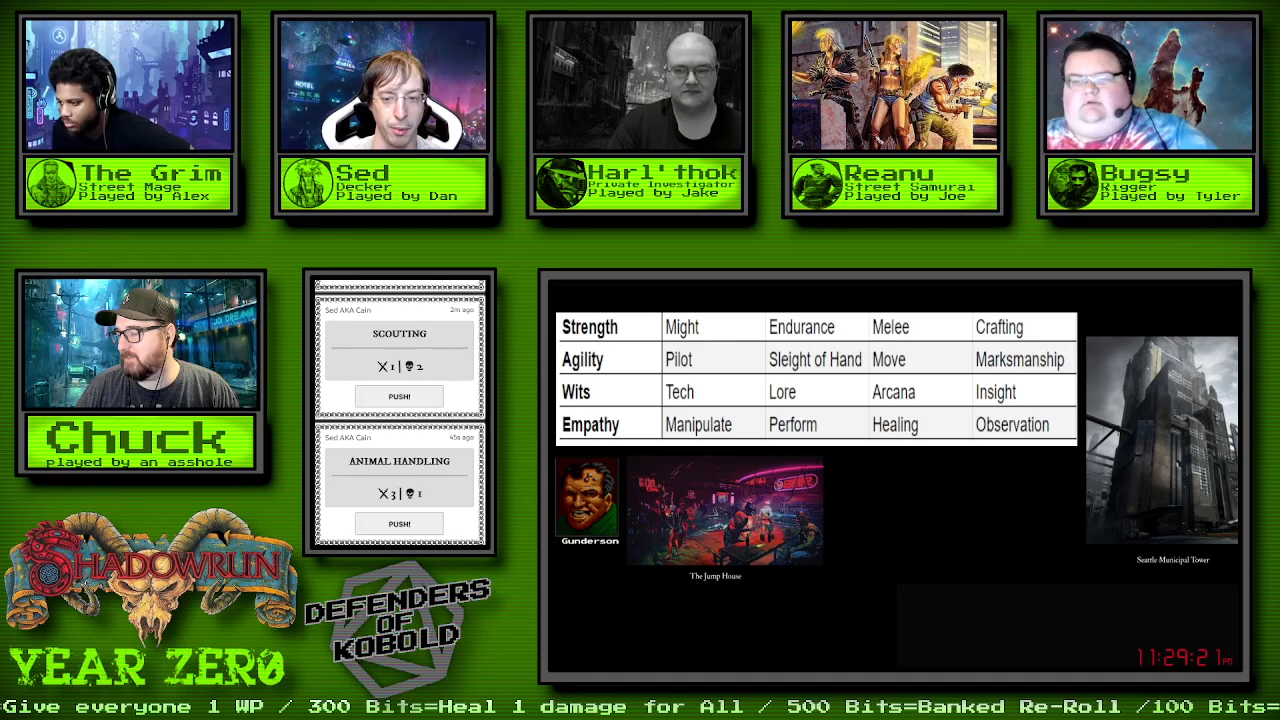 The Grim
Street Mage
Played by Alex
Sed
Decker
Played by Dan
Harl'thok
Private Investigator
Played by Jake
Reanu
Street Samurai
Played by Joe
Bugsy
Rigger
Played by Tyler
Chuck
played by an asshole
Sed AKA Cain 2m ago
SCOUTING
1 | 2
PUSH!
Sed AKA Cain 45s ago
ANIMAL HANDLING
3 | 1
PUSH!
Strength Might Endurance Melee Crafting
Agility Pilot Sleight of Hand Move Marksmanship
Wits Tech Lore Arcana Insight
Empathy Manipulate Perform Healing Observation
Gunderson
The Jump House
Seattle Municipal Tower
11:29:21PM
SHADOWRUN
YEAR ZERO
DEFENDERS
OF
KOBOLD
Give everyone 1 WP / 300 Bits=Heal 1 damage for All / 500 Bits=Banked Re-Roll /100 Bits=